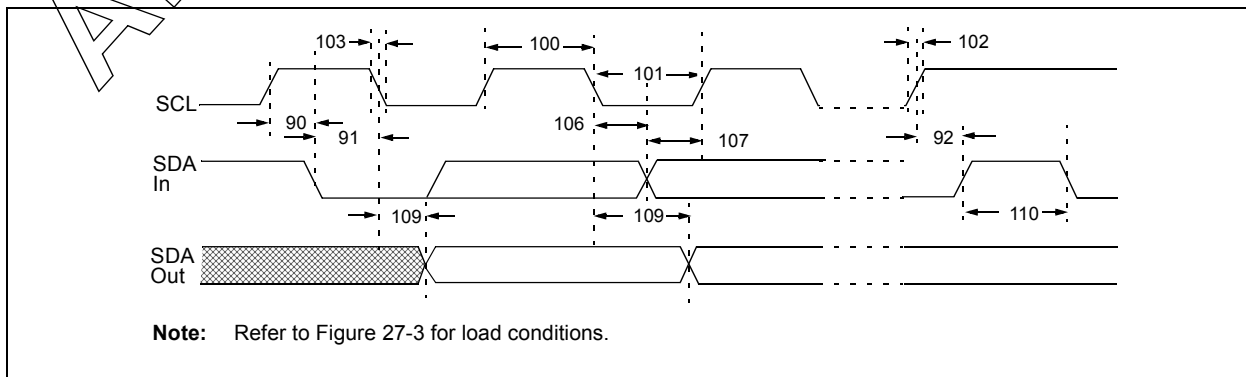 103
100
102
101
SCL
90
91
106
107
92
SDA
In
109
109
110
SDA
Out
Note: Refer to Figure 27-3 for load conditions.